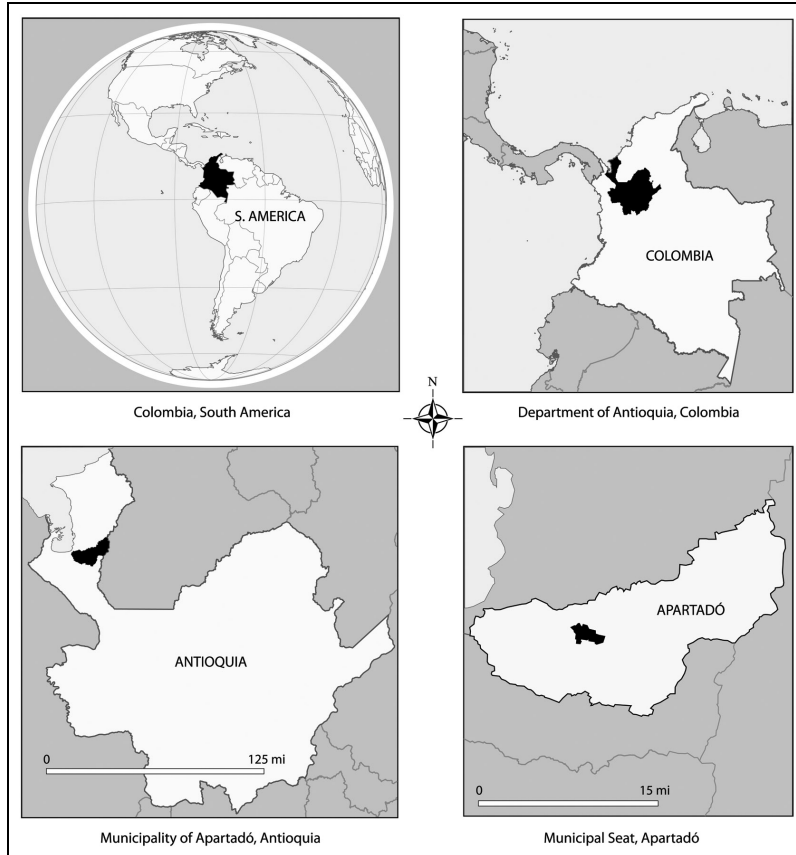 S. AMERICA
Colombia, South America
COLOMBIA
Department of Antioquia, Colombia
N
ANTIOQUIA
0 125 mi
Municipality of Apartadó, Antioquia
APARTADÓ
0 15 mi
Municipal Seat, Apartadó